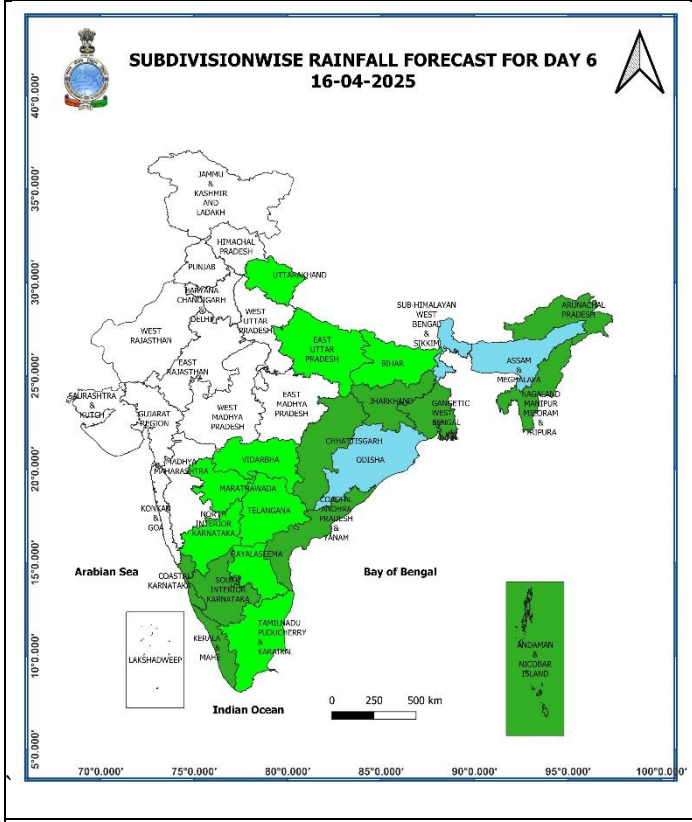 SUBDIVISIONWISE RAINFALL FORECAST FOR DAY 6
16-04-2025
40°0.000'
35°0.000'
30°0.000'
25°0.000'
20°0.000'
15°0.000'
10°0.000'
5°0.000'
JAMMU
&
KASHMIR
AND
LADAKH
HIMACHAL
PRADESH
PUNJAB
UTTARAKHAND
HARYANA
CHANDIGARH
&
DELHI
WEST
UTTAR
PRADESH
WEST
RAJASTHAN
EAST
RAJASTHAN
EAST
UTTAR
PRADESH
BIHAR
SUB-HIMALAYAN
WEST
BENGAL
&
SIKKIM
ARUNACHAL
PRADESH
ASSAM
&
MEGHALAYA
NAGALAND
MANIPUR
MIZORAM
&
TRIPURA
SAURASHTRA
&
KUTCH
GUJARAT
REGION
WEST
MADHYA
PRADESH
EAST
MADHYA
PRADESH
JHARKHAND
GANGETIC
WEST
BENGAL
CHHATTISGARH
ODISHA
MADHYA
MAHARASHTRA
VIDARBHA
MARATHAWADA
KONKAN
&
GOA
NORTH
INTERIOR
KARNATAKA
TELANGANA
COASTAL
ANDHRA
PRADESH
&
YANAM
RAYALASEEMA
COASTAL
KARNATAKA
SOUTH
INTERIOR
KARNATAKA
TAMILNADU
PUDUCHERRY
&
KARAIKAL
KERALA
&
MAHE
LAKSHADWEEP
ANDAMAN
&
NICOBAR
ISLAND
Arabian Sea
Bay of Bengal
Indian Ocean
0 250 500 km
70°0.000' 75°0.000' 80°0.000' 85°0.000' 90°0.000' 95°0.000' 100°0.000'